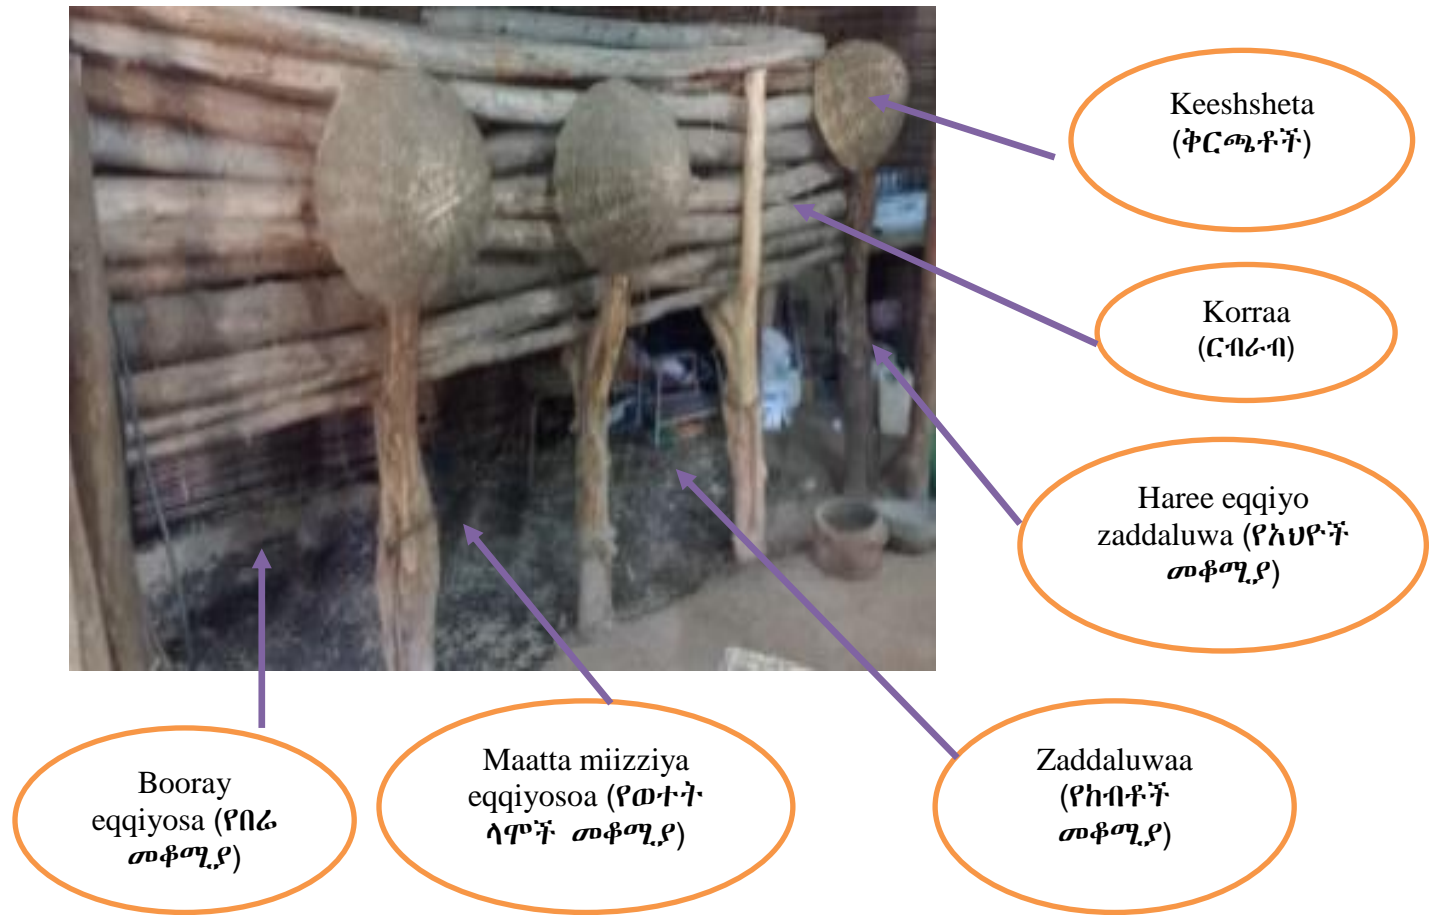 Keeshsheta
(ቅርጫቶች)
Korraa
(ርብራብ)
Haree eqqiyo
zaddaluwa (የአህዮች
መቆሚያ)
Booray
eqqiyosa (የበሬ
መቆሚያ)
Maatta miizziya
eqqiyosoa (የወተት
ላሞች መቆሚያ)
Zaddaluwaa
(የከብቶች
መቆሚያ)